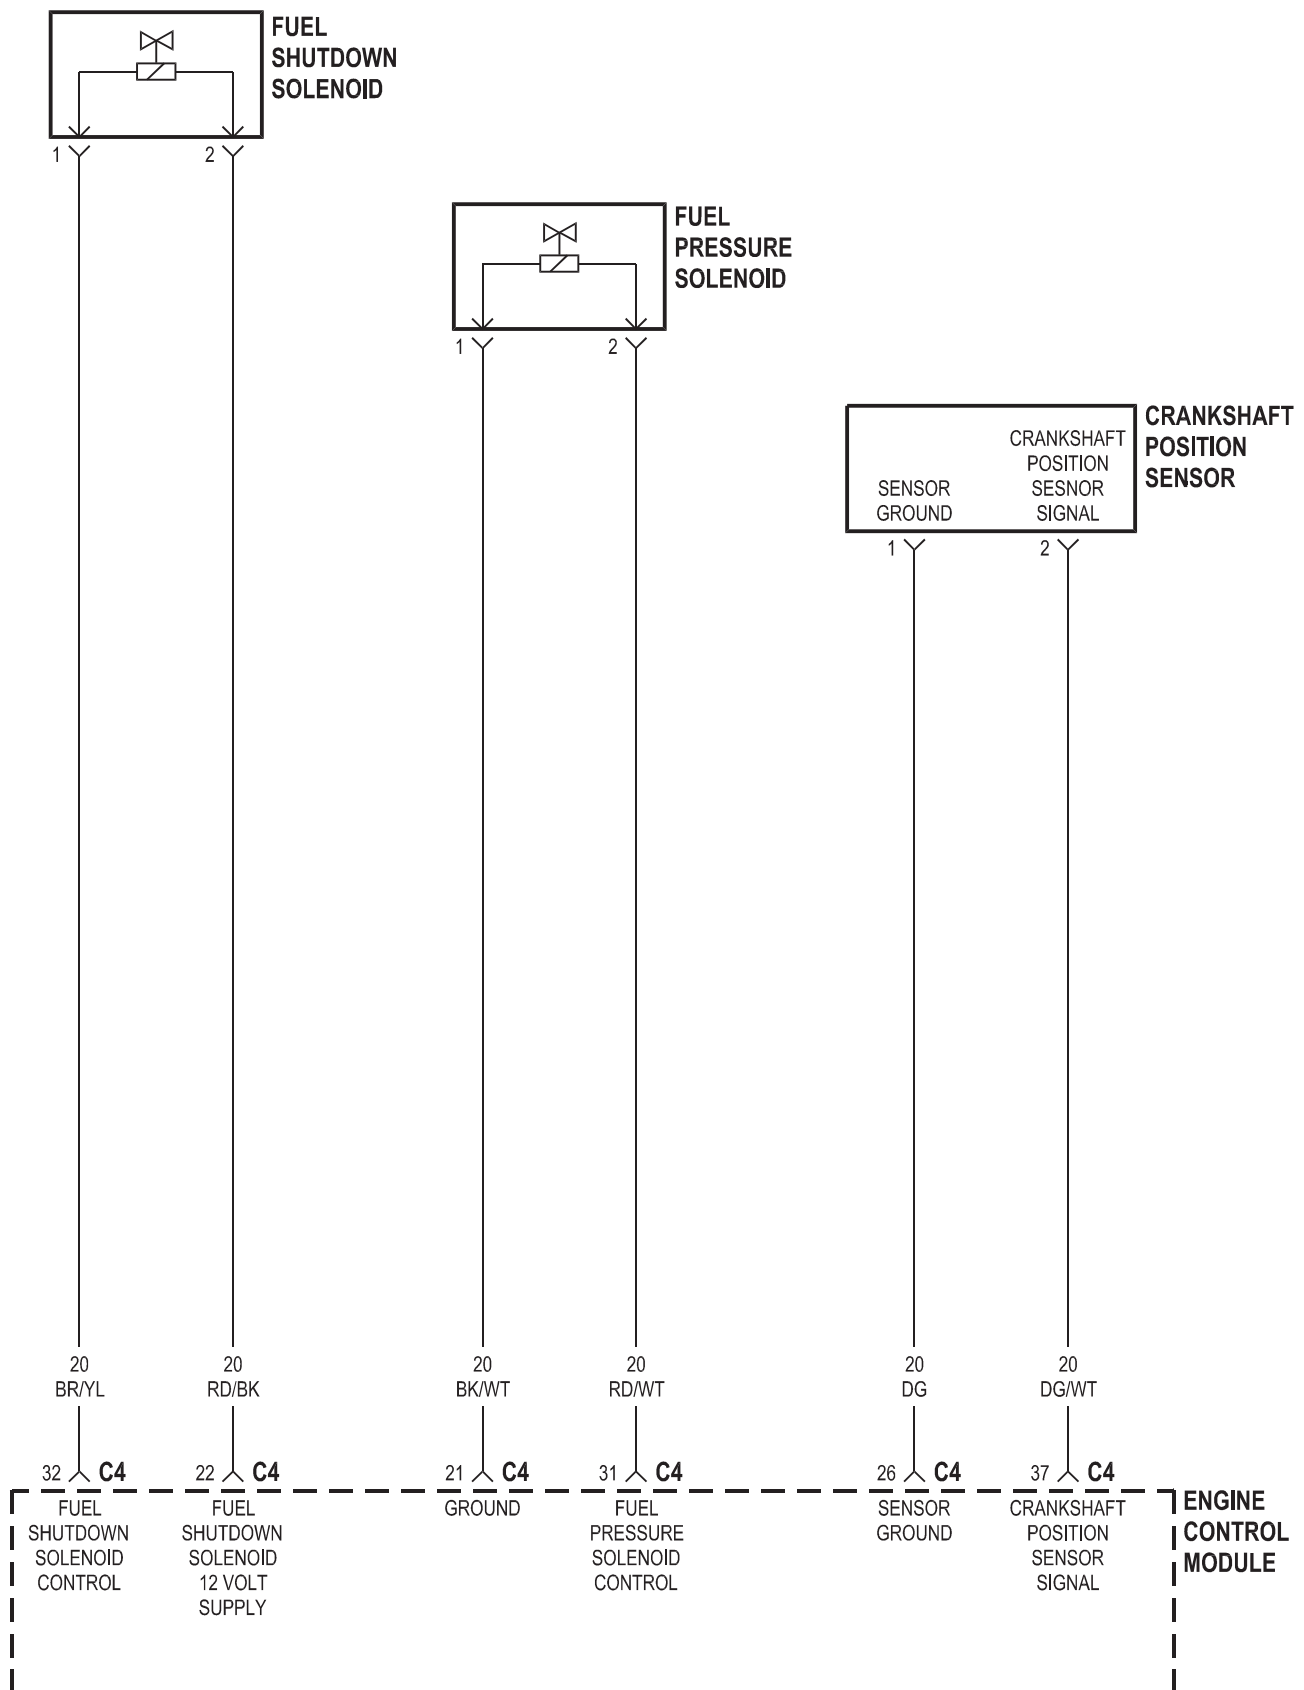 FUEL
SHUTDOWN
SOLENOID
1
2
FUEL
PRESSURE
SOLENOID
1
2
CRANKSHAFT
POSITION
SENSOR
SENSOR
GROUND
CRANKSHAFT
POSITION
SESNOR
SIGNAL
1
2
20
BR/YL
20
RD/BK
20
BK/WT
20
RD/WT
20
DG
20
DG/WT
32 C4
22 C4
21 C4
31 C4
26 C4
37 C4
FUEL
SHUTDOWN
SOLENOID
CONTROL
FUEL
SHUTDOWN
SOLENOID
12 VOLT
SUPPLY
GROUND
FUEL
PRESSURE
SOLENOID
CONTROL
SENSOR
GROUND
CRANKSHAFT
POSITION
SENSOR
SIGNAL
ENGINE
CONTROL
MODULE